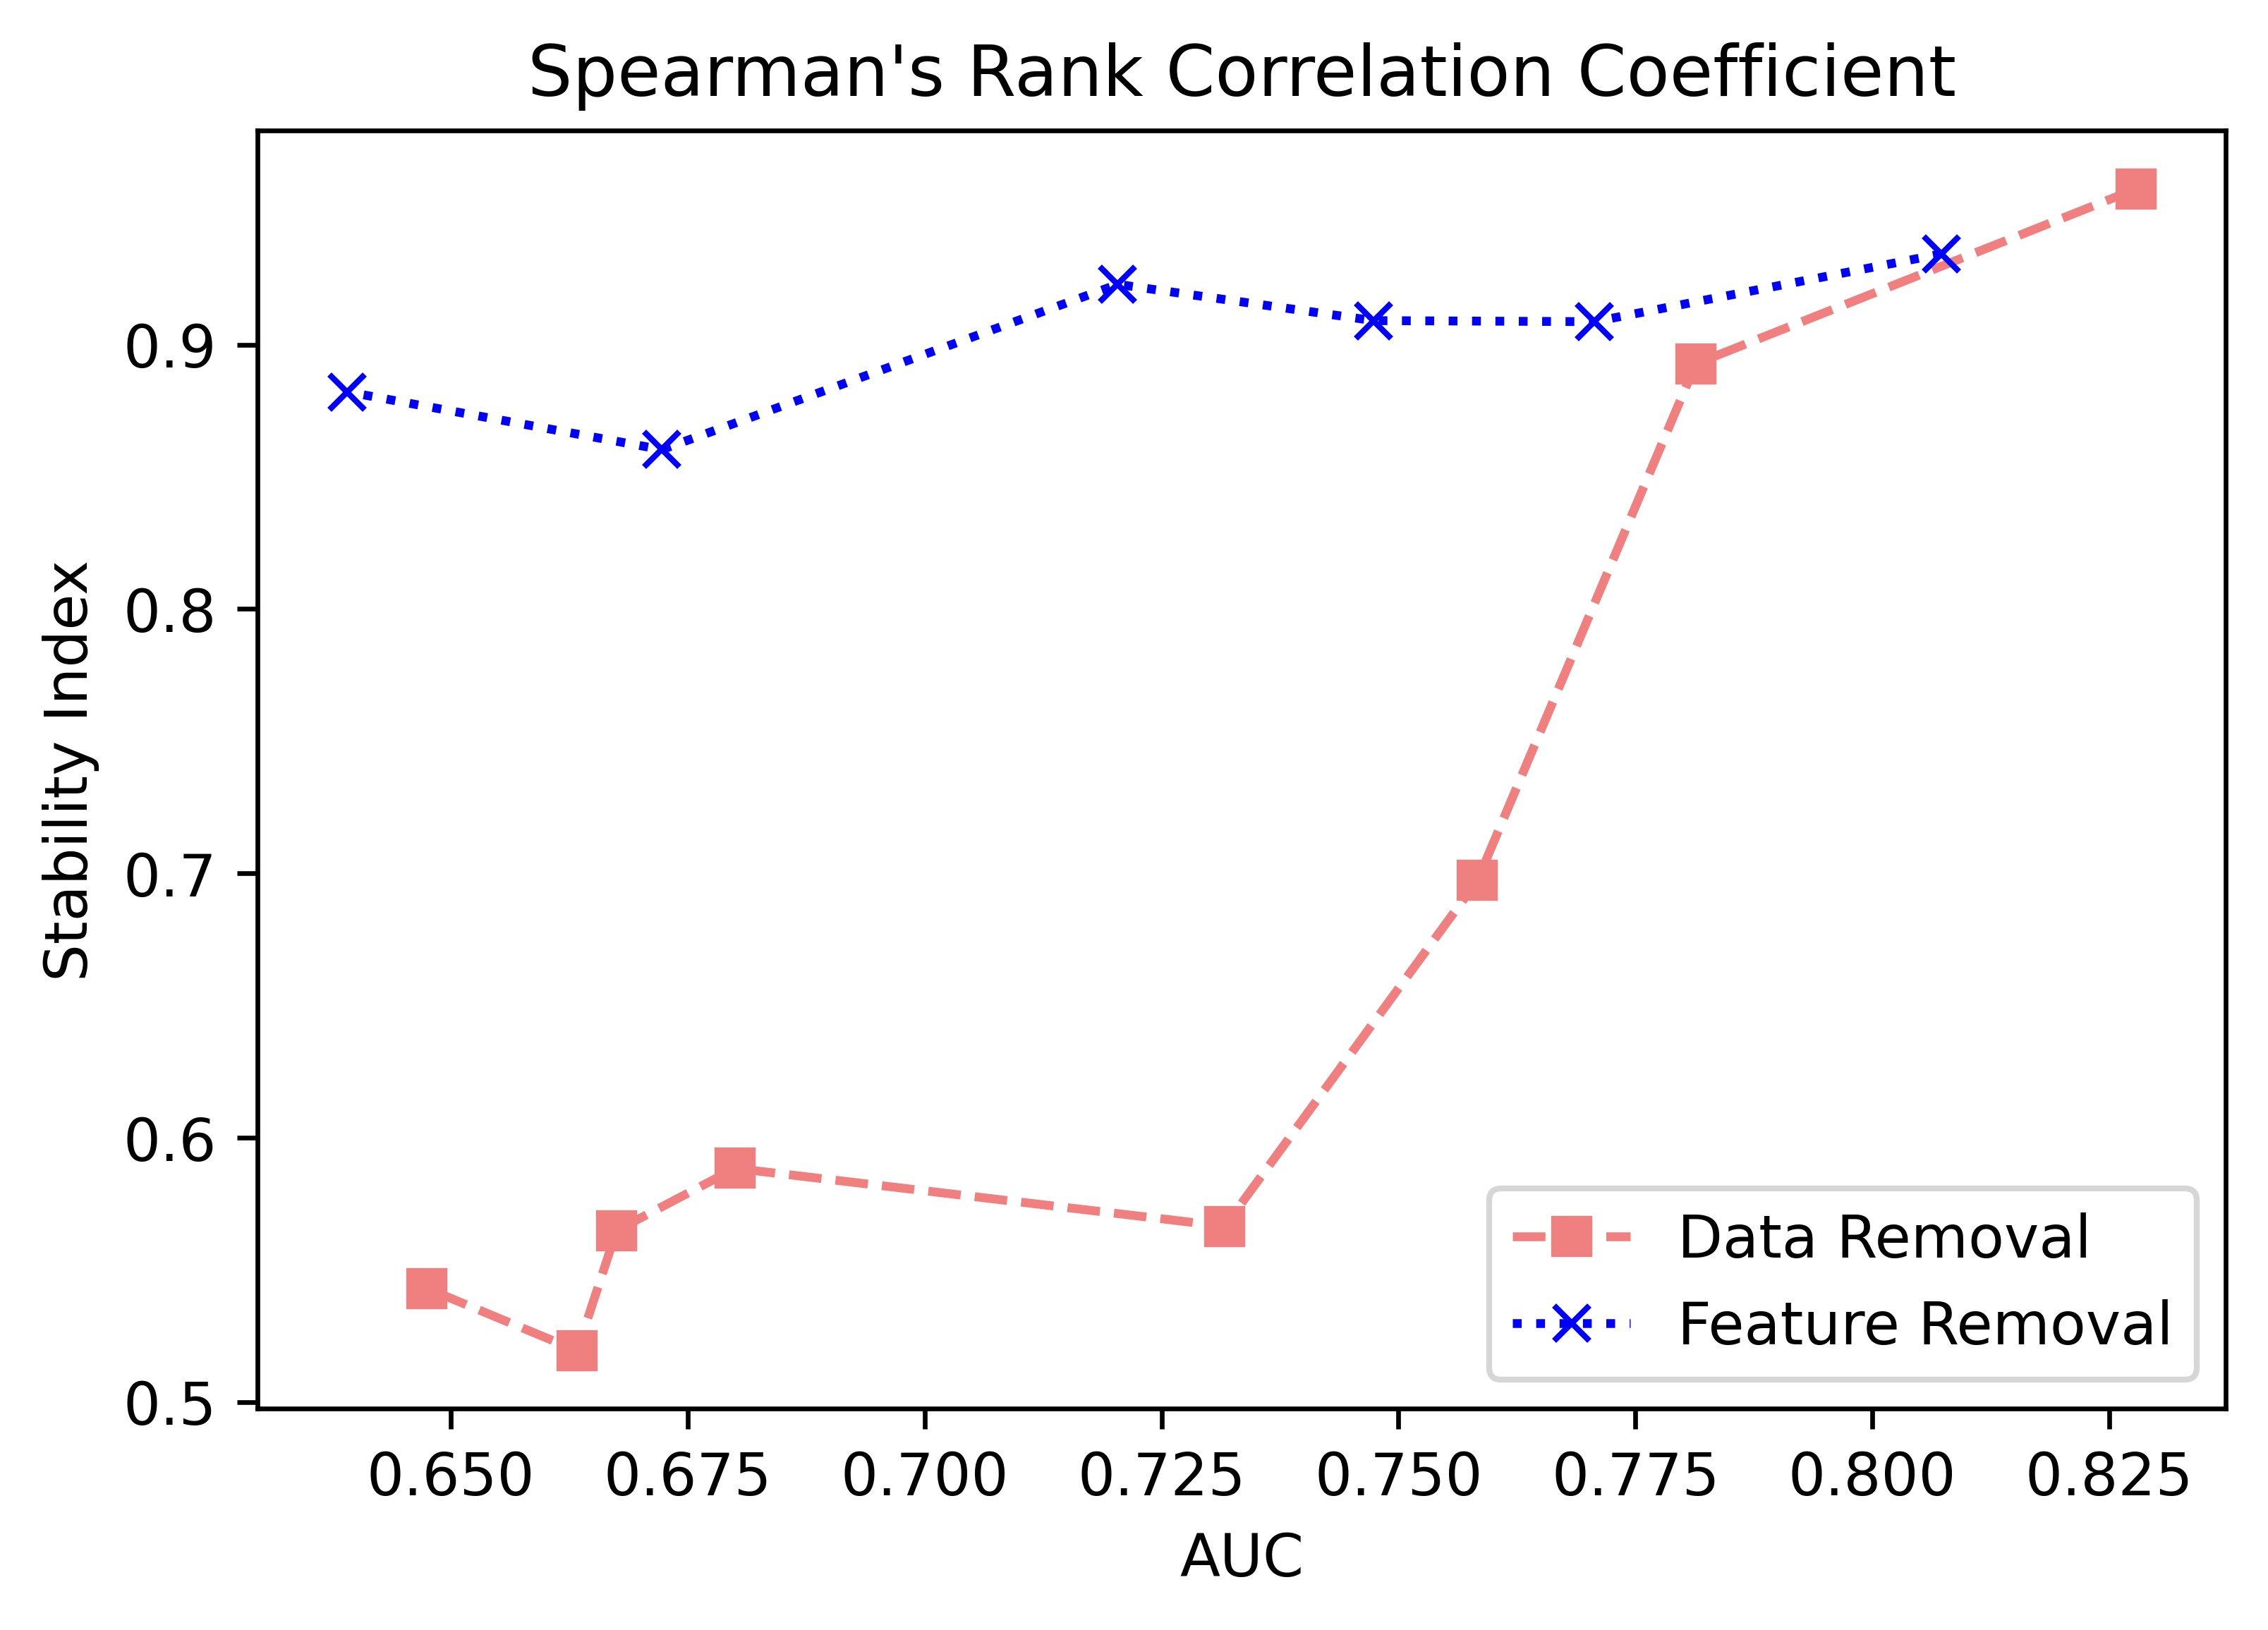 Spearman's Rank Correlation Coefficient
Stability Index
0.9
0.8
0.7
0.6
0.5
Data Removal
Feature Removal
0.650 0.675 0.700 0.725 0.750 0.775 0.800 0.825
AUC